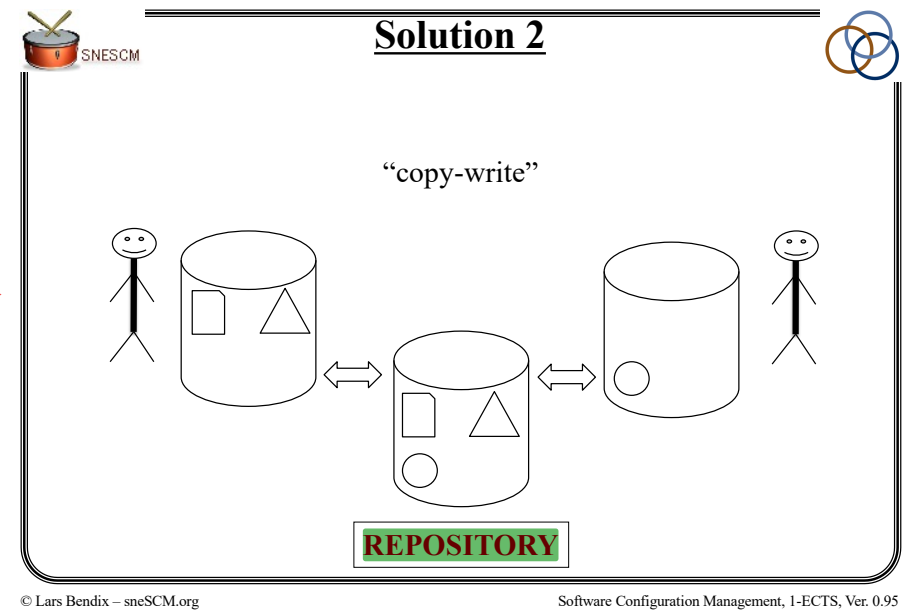 SNESCM
Solution 2
“copy-write”
REPOSITORY
© Lars Bendix – sneSCM.org
Software Configuration Management, 1-ECTS, Ver. 0.95